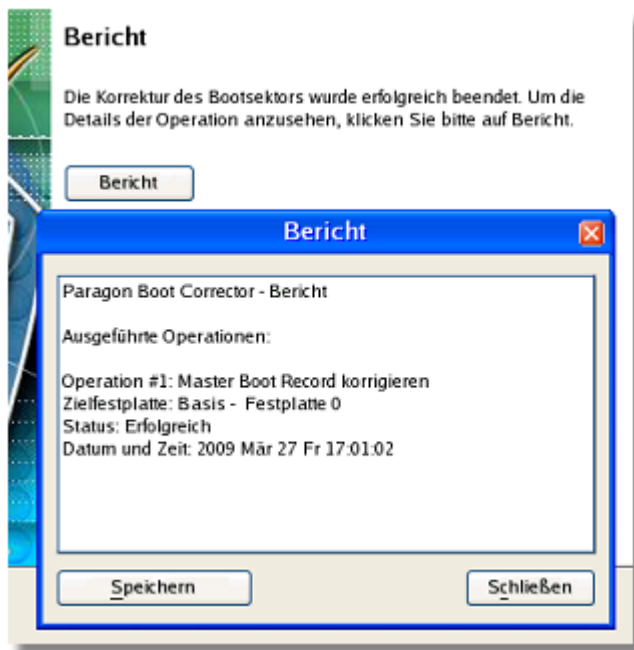 Bericht
Die Korrektur des Bootsektors wurde erfolgreich beendet. Um die
Details der Operation anzusehen, klicken Sie bitte auf Bericht.
Bericht
Bericht
Paragon Boot Corrector - Bericht
Ausgeführte Operationen:
Operation #1: Master Boot Record korrigieren
Zielfestplatte: Basis - Festplatte 0
Status: Erfolgreich
Datum und Zeit: 2009 Mär 27 Fr 17:01:02
Speichern
Schließen